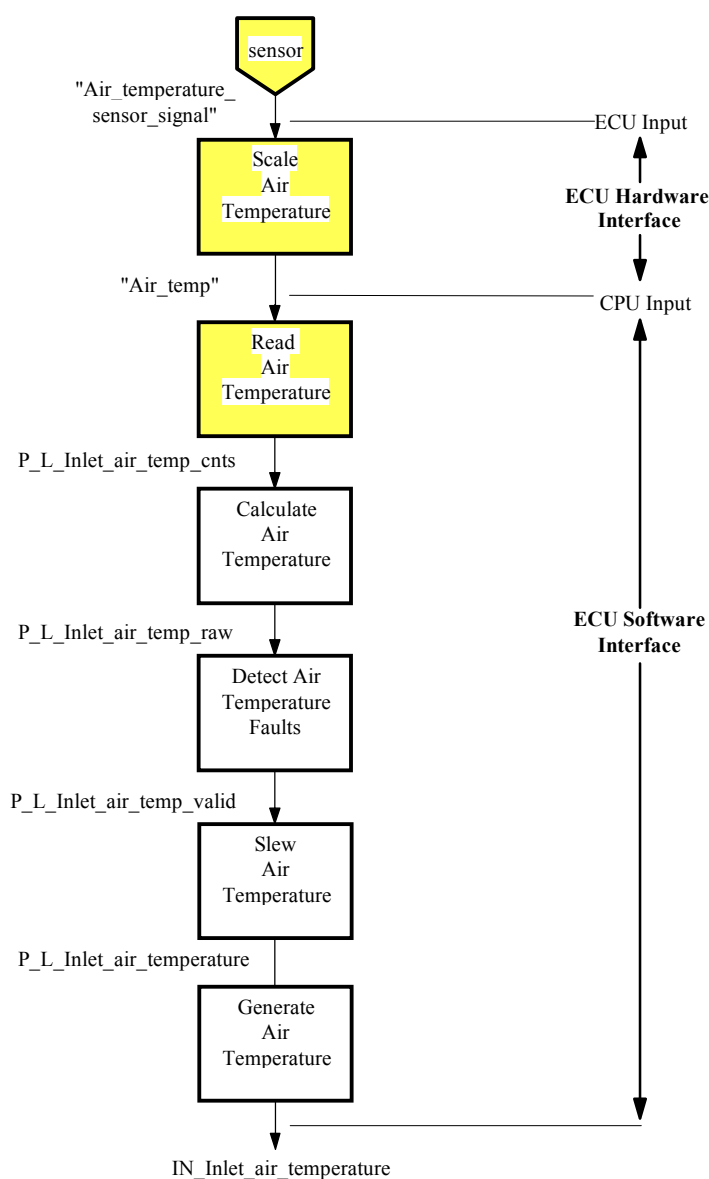 sensor
"Air_temperature_
sensor_signal"
ECU Input
Scale
Air
Temperature
ECU Hardware
Interface
"Air_temp"
CPU Input
Read
Air
Temperature
P_L_Inlet_air_temp_cnts
Calculate
Air
Temperature
P_L_Inlet_air_temp_raw
ECU Software
Interface
Detect Air
Temperature
Faults
P_L_Inlet_air_temp_valid
Slew
Air
Temperature
P_L_Inlet_air_temperature
Generate
Air
Temperature
IN_Inlet_air_temperature